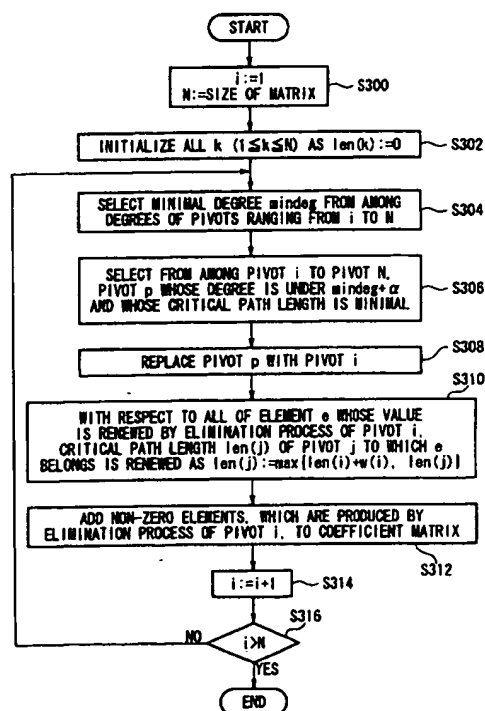 START
i:=1
N:=SIZE OF MATRIX
S300
INITIALIZE ALL k (1≦k≦N) AS len(k):=0
S302
SELECT MINIMAL DEGREE mindeg FROM AMONG
DEGREES OF PIVOTS RANGING FROM i TO N
S304
SELECT FROM AMONG PIVOT i TO PIVOT N,
PIVOT p WHOSE DEGREE IS UNDER mindeg+α
AND WHOSE CRITICAL PATH LENGTH IS MINIMAL
S306
REPLACE PIVOT p WITH PIVOT i
S308
S310
WITH RESPECT TO ALL OF ELEMENT e WHOSE VALUE
IS RENEWED BY ELIMINATION PROCESS OF PIVOT i,
CRITICAL PATH LENGTH len(j) OF PIVOT j TO WHICH e
BELONGS IS RENEWED AS len(j):=max{len(i)+w(i), len(j)}
ADD NON-ZERO ELEMENTS, WHICH ARE PRODUCED BY
ELIMINATION PROCESS OF PIVOT i, TO COEFFICIENT MATRIX
S312
i:=i+1
S314
S316
i>N
NO
YES
END